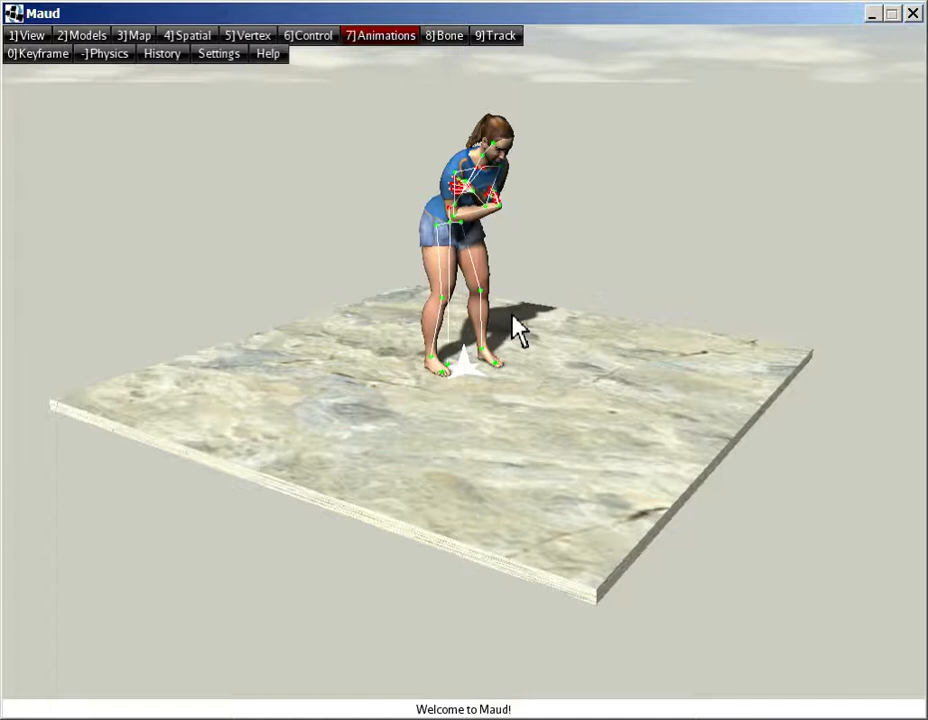 Maud
1]View 2]Models 3]Map 4]Spatial 5]Vertex 6]Control 7]Animations 8]Bone 9]Track
0]Keyframe -]Physics History Settings Help
Welcome to Maud!